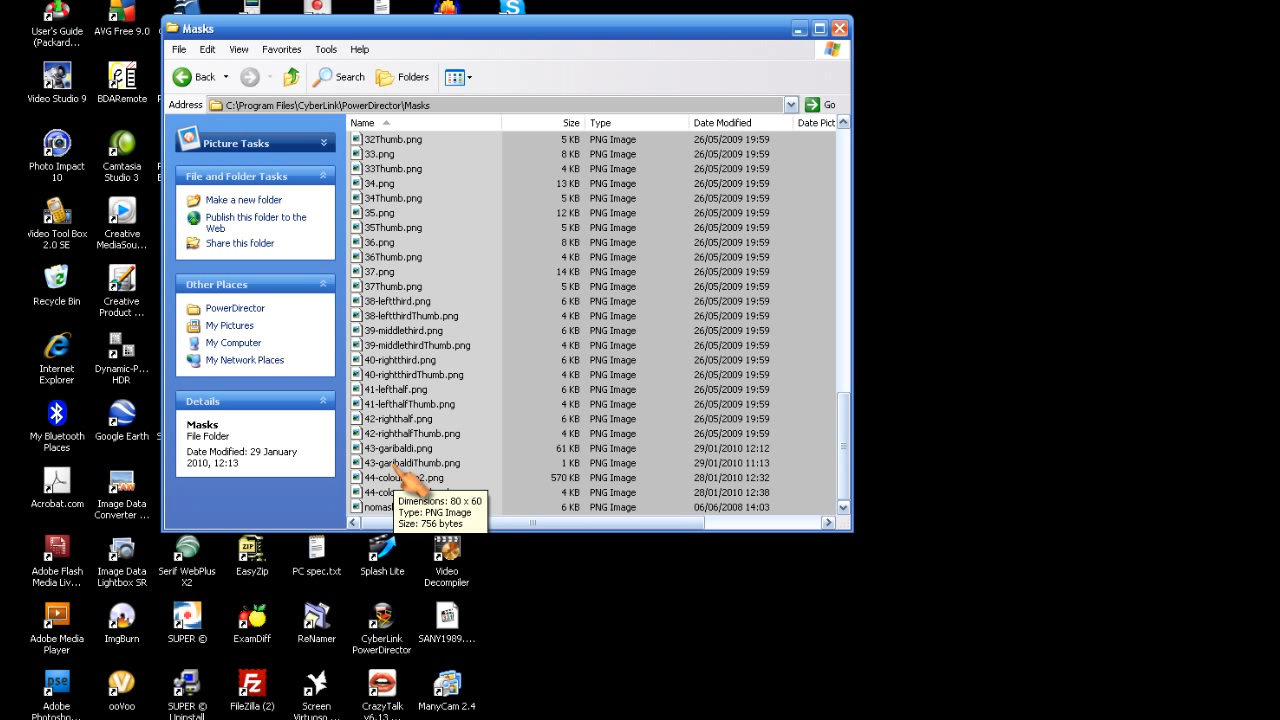 User's Guide
(Packard...
AVG Free 9.0
Masks
File Edit View Favorites Tools Help
Back Search Folders
Address C:\Program Files\CyberLink\PowerDirector\Masks Go
Video Studio 9
BDARemote
Photo Impact
10
Camtasia
Studio 3
Video Tool Box
2.0 SE
Creative
MediaSou...
Recycle Bin
Creative
Product ...
Internet
Explorer
Dynamic-P...
HDR
My Bluetooth
Places
Google Earth
Acrobat.com
Image Data
Converter ...
Picture Tasks
File and Folder Tasks
Make a new folder
Publish this folder to the
Web
Share this folder
Other Places
PowerDirector
My Pictures
My Computer
My Network Places
Details
Masks
File Folder
Date Modified: 29 January
2010, 12:13
Name Size Type Date Modified Date Pict
32Thumb.png 5 KB PNG Image 26/05/2009 19:59
33.png 8 KB PNG Image 26/05/2009 19:59
33Thumb.png 4 KB PNG Image 26/05/2009 19:59
34.png 13 KB PNG Image 26/05/2009 19:59
34Thumb.png 5 KB PNG Image 26/05/2009 19:59
35.png 12 KB PNG Image 26/05/2009 19:59
35Thumb.png 5 KB PNG Image 26/05/2009 19:59
36.png 8 KB PNG Image 26/05/2009 19:59
36Thumb.png 4 KB PNG Image 26/05/2009 19:59
37.png 14 KB PNG Image 26/05/2009 19:59
37Thumb.png 5 KB PNG Image 26/05/2009 19:59
38-leftthird.png 6 KB PNG Image 26/05/2009 19:59
38-leftthirdThumb.png 4 KB PNG Image 26/05/2009 19:59
39-middlethird.png 6 KB PNG Image 26/05/2009 19:59
39-middlethirdThumb.png 4 KB PNG Image 26/05/2009 19:59
40-rightthird.png 6 KB PNG Image 26/05/2009 19:59
40-rightthirdThumb.png 4 KB PNG Image 26/05/2009 19:59
41-lefthalf.png 6 KB PNG Image 26/05/2009 19:59
41-lefthalfThumb.png 4 KB PNG Image 26/05/2009 19:59
42-righthalf.png 6 KB PNG Image 26/05/2009 19:59
42-righthalfThumb.png 4 KB PNG Image 26/05/2009 19:59
43-garibaldi.png 61 KB PNG Image 29/01/2010 12:12
43-garibaldiThumb.png 1 KB PNG Image 29/01/2010 11:13
570 KB PNG Image 28/01/2010 12:32
4 KB PNG Image 28/01/2010 12:38
6 KB PNG Image 06/06/2008 14:03
Dimensions: 80 x 60
Type: PNG Image
Size: 756 bytes
Adobe Flash
Media Liv...
Image Data
Lightbox SR
Serif WebPlus
X2
EasyZip
PC spec.txt
Splash Lite
Video
Decompiler
Adobe Media
Player
ImgBurn
SUPER ©
ExamDiff
ReNamer
CyberLink
PowerDirector
SANY1989....
Adobe
Photosho...
ooVoo
SUPER ©
Uninstall
FileZilla (2)
Screen
Virtuoso ...
CrazyTalk
v6.13 ...
ManyCam 2.4